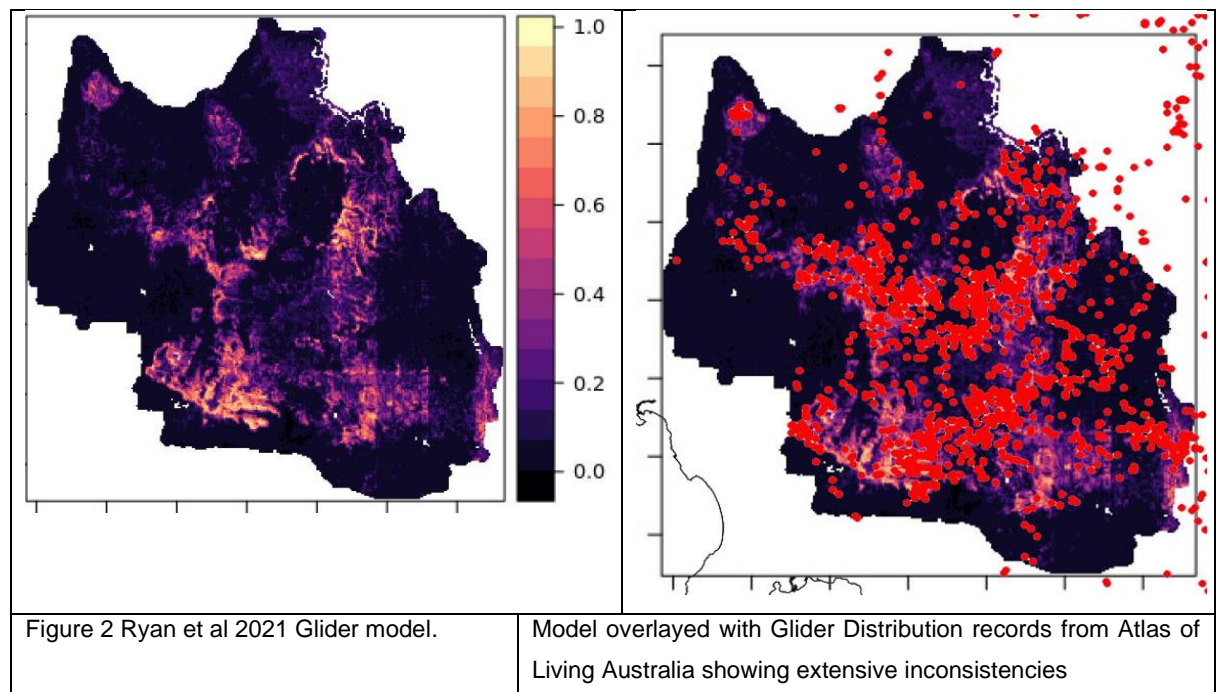 1.0
0.8
0.6
0.4
0.2
0.0
Figure 2 Ryan et al 2021 Glider model.
Model overlayed with Glider Distribution records from Atlas of
Living Australia showing extensive inconsistencies